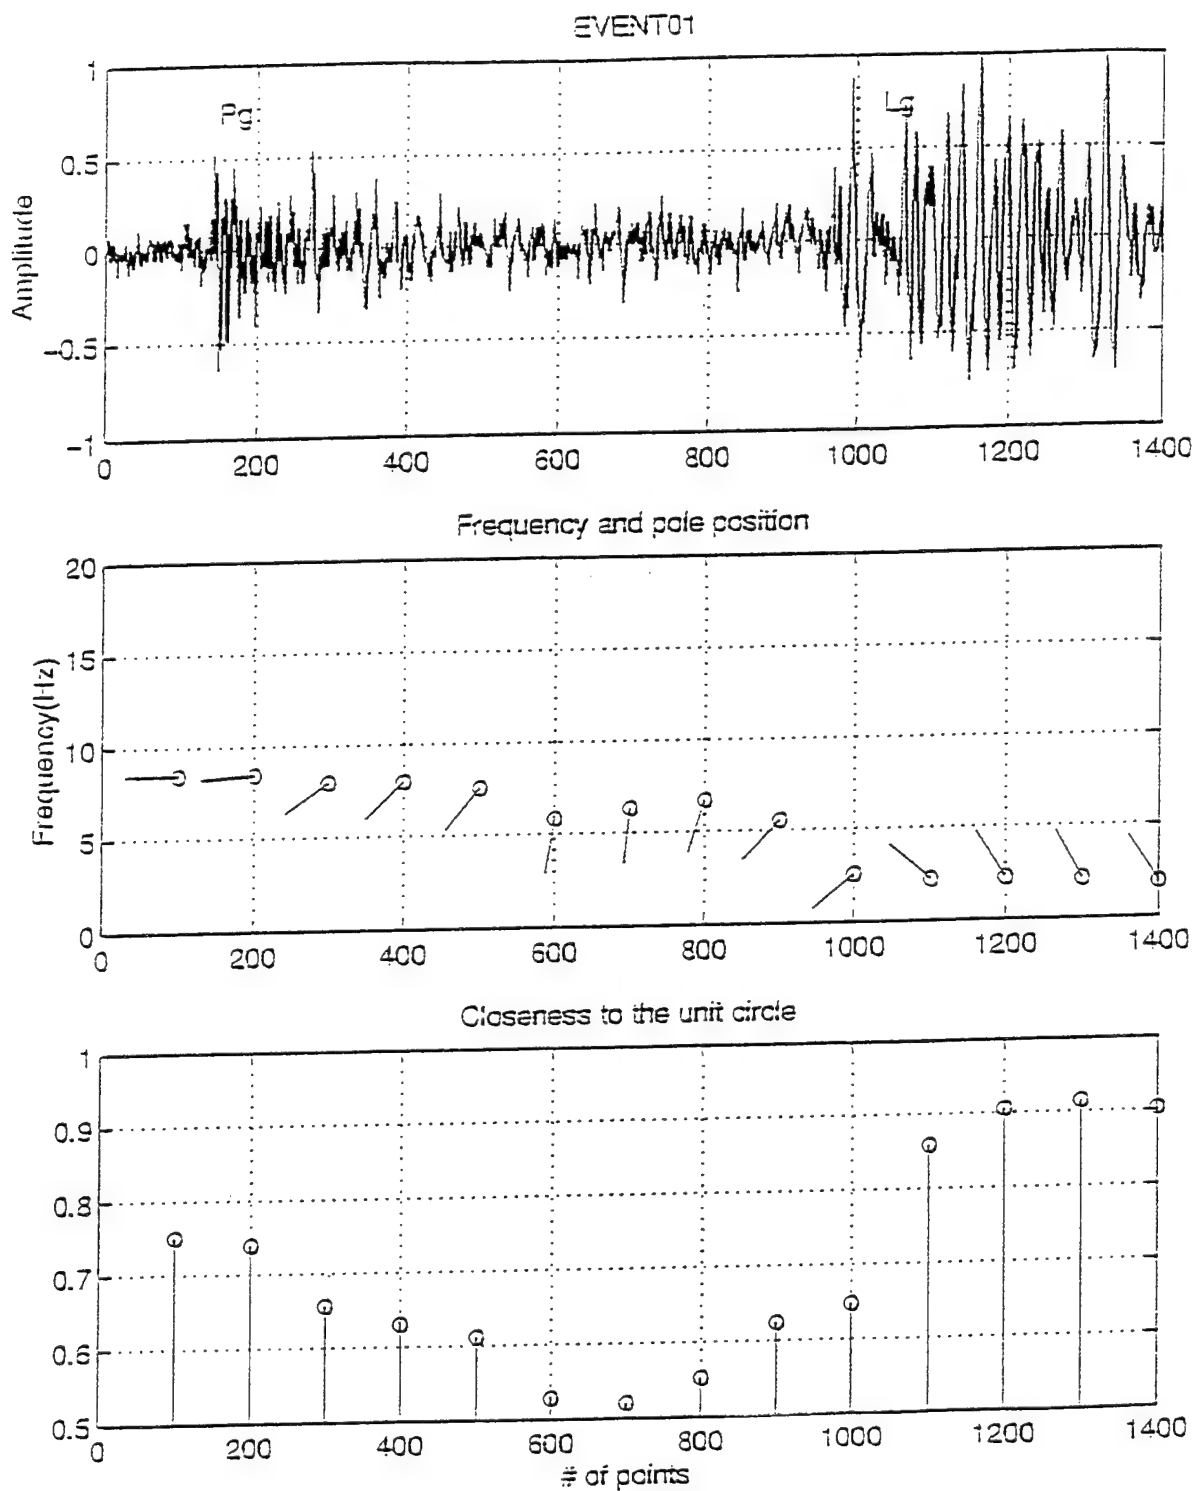 EVENT01
Pg
Lg
Amplitude
1
0.5
0
-0.5
-1
0 200 400 600 800 1000 1200 1400
Frequency and pole position
Frequency(Hz)
20
15
10
5
0
0 200 400 600 800 1000 1200 1400
Closeness to the unit circle
1
0.9
0.8
0.7
0.6
0.5
0 200 400 600 800 1000 1200 1400
# of points